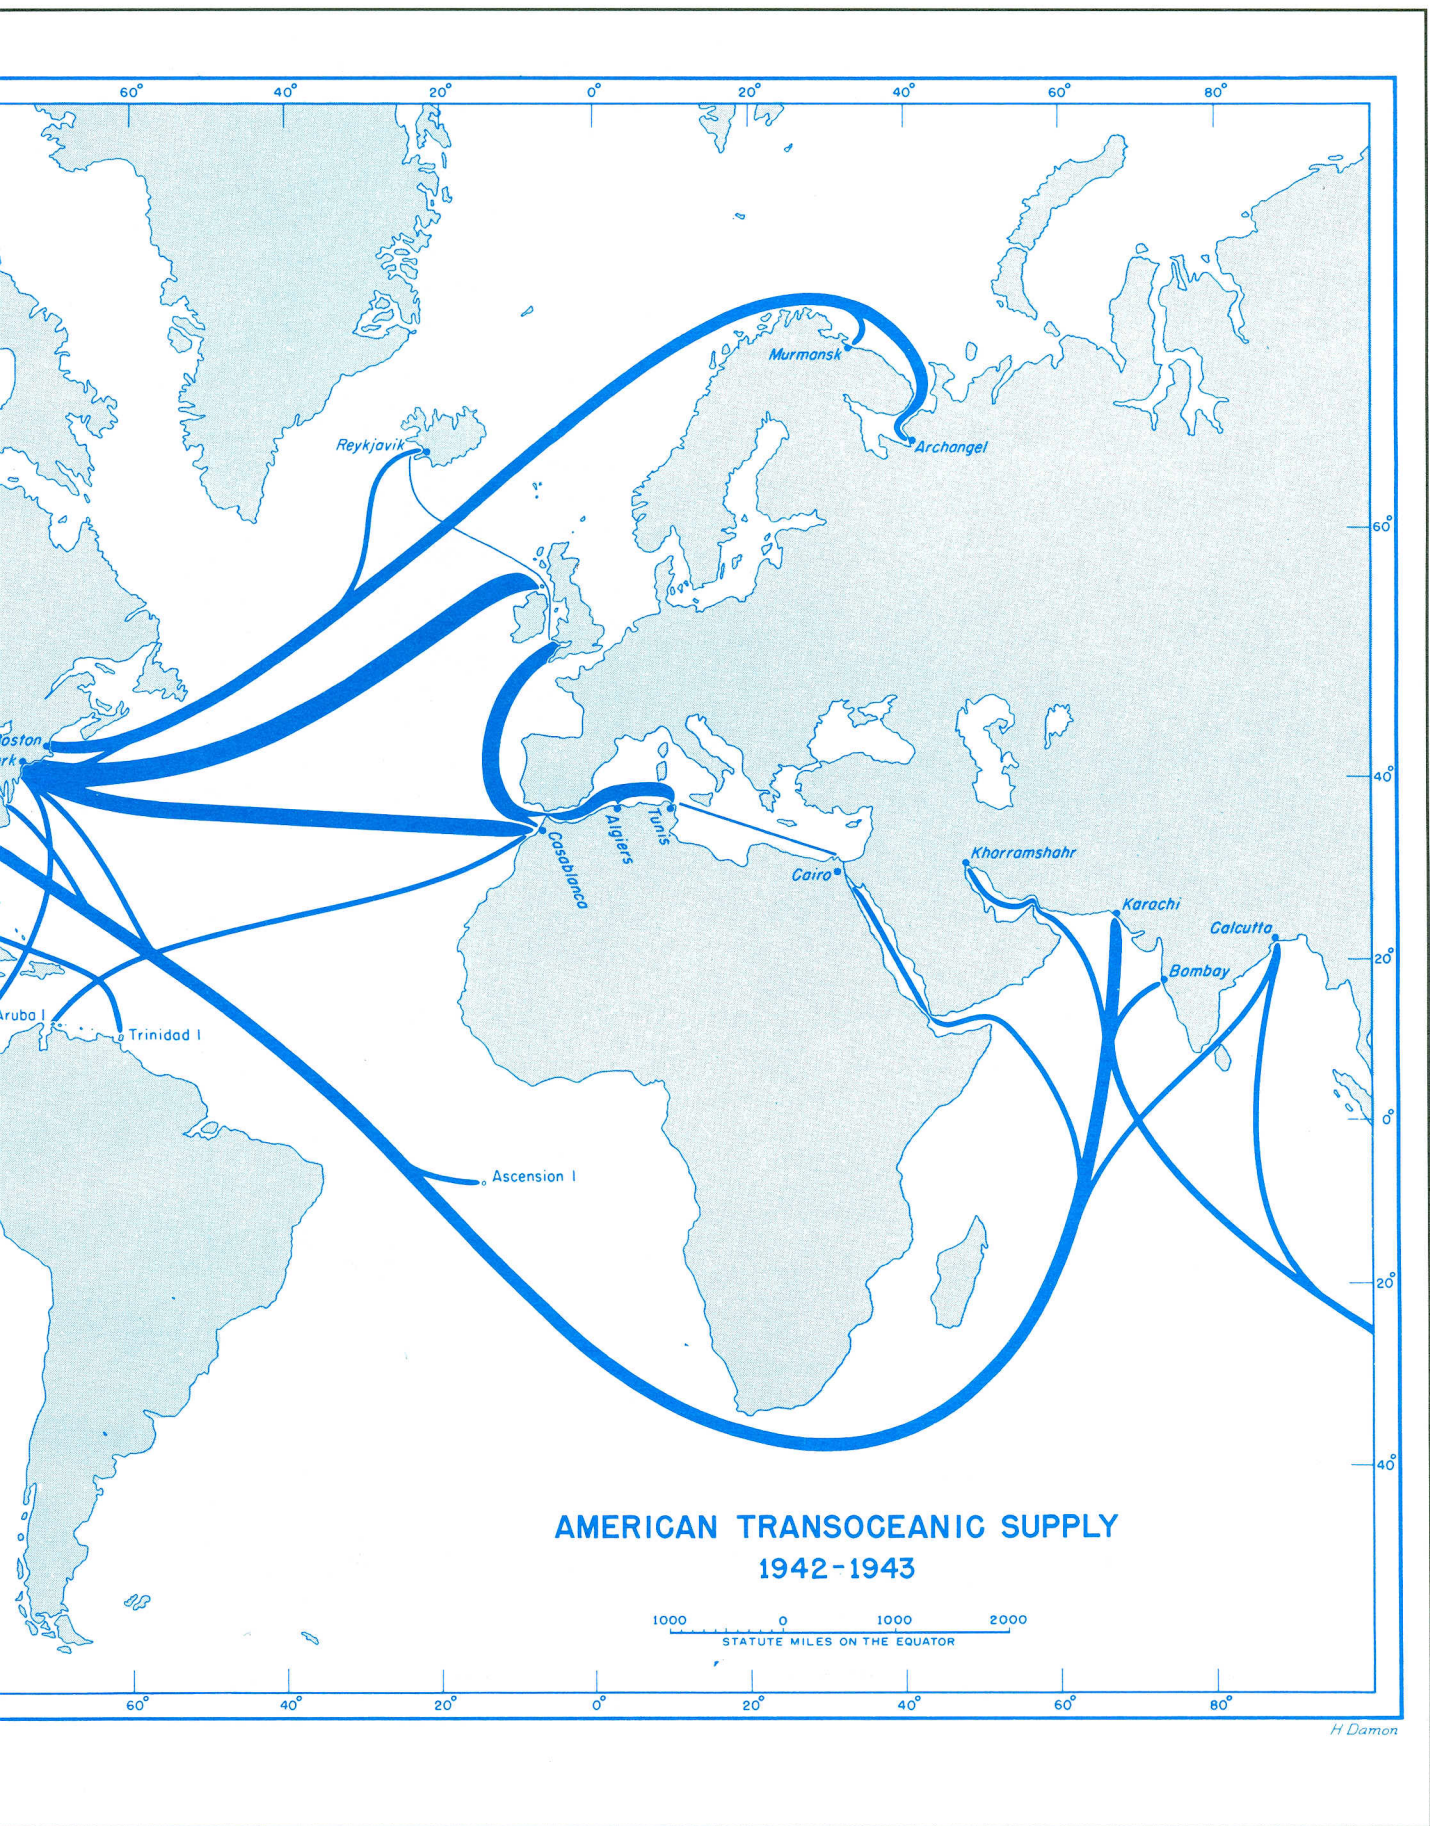 60° 40° 20° 0° 20° 40° 60° 80°
Murmansk
Reykjavik
Archangel
60°
oston
rk
40°
Algiers
Tunis
Casablanca
Khorramshahr
Cairo
Karachi
Calcutta
20°
Bombay
Aruba I
Trinidad I
0°
Ascension I
20°
40°
AMERICAN TRANSOCEANIC SUPPLY
1942-1943
1000 0 1000 2000
STATUTE MILES ON THE EQUATOR
60° 40° 20° 0° 20° 40° 60° 80°
H Damon